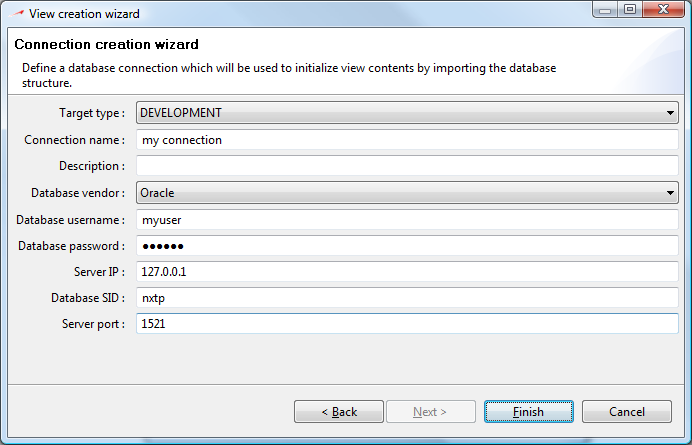 View creation wizard
Connection creation wizard
Define a database connection which will be used to initialize view contents by importing the database
structure.
Target type : DEVELOPMENT
Connection name : my connection
Description :
Database vendor : Oracle
Database username : myuser
Database password : ●●●●●●
Server IP : 127.0.0.1
Database SID : nxtp
Server port : 1521
< Back Next > Finish Cancel